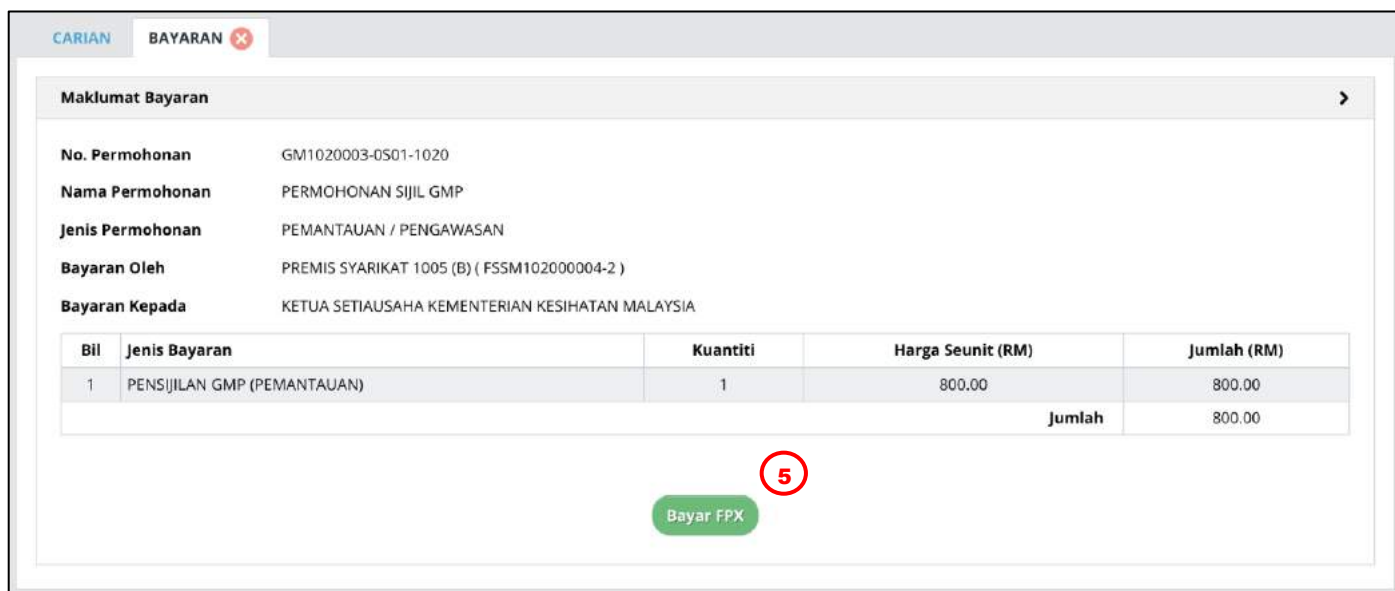 CARIAN BAYARAN
Maklumat Bayaran
No. Permohonan GM1020003-0S01-1020
Nama Permohonan PERMOHONAN SIJIL GMP
Jenis Permohonan PEMANTAUAN / PENGAWASAN
Bayaran Oleh PREMIS SYARIKAT 1005 (B) ( FSSM102000004-2 )
Bayaran Kepada KETUA SETIAUSAHA KEMENTERIAN KESIHATAN MALAYSIA
Bil Jenis Bayaran Kuantiti Harga Seunit (RM) Jumlah (RM)
1 PENSIJILAN GMP (PEMANTAUAN) 1 800.00 800.00
Jumlah 800.00
5
Bayar FPX